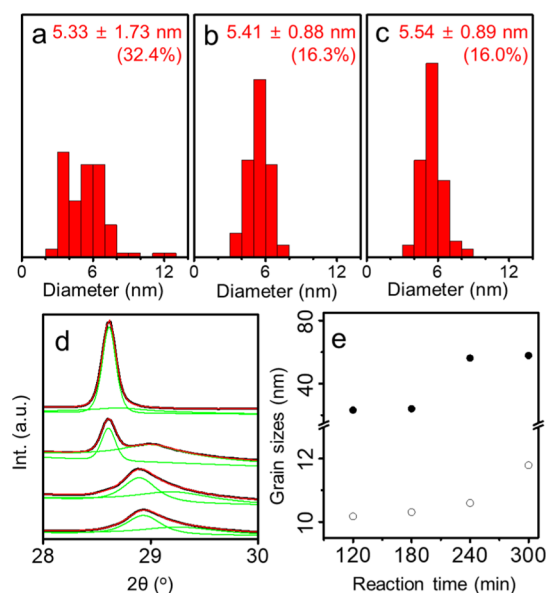 a 5.33 ± 1.73 nm
(32.4%)
b 5.41 ± 0.88 nm
(16.3%)
c 5.54 ± 0.89 nm
(16.0%)
0 6 12
0 6 12
0 6 12
Diameter (nm)
Diameter (nm)
Diameter (nm)
d
Int. (a.u.)
28 29 30
2θ (°)
e
Grain sizes (nm)
80
40
12
10
120 180 240 300
Reaction time (min)